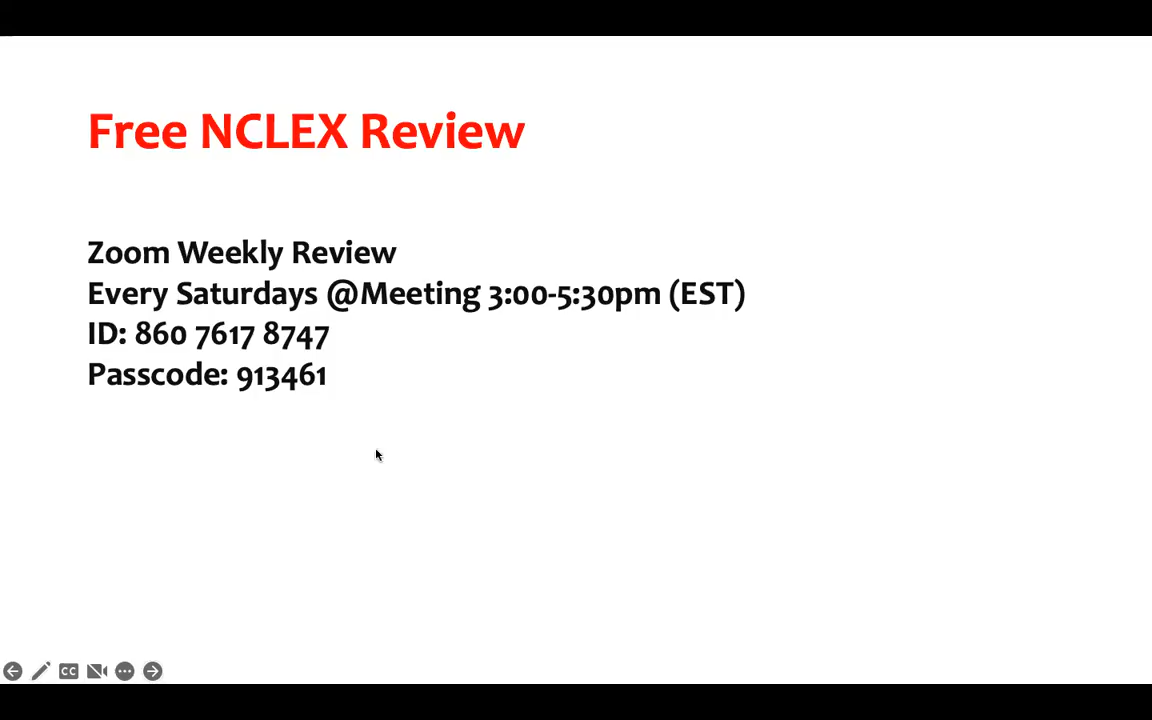 Free NCLEX Review
Zoom Weekly Review
Every Saturdays @Meeting 3:00-5:30pm (EST)
ID: 860 7617 8747
Passcode: 913461
CC